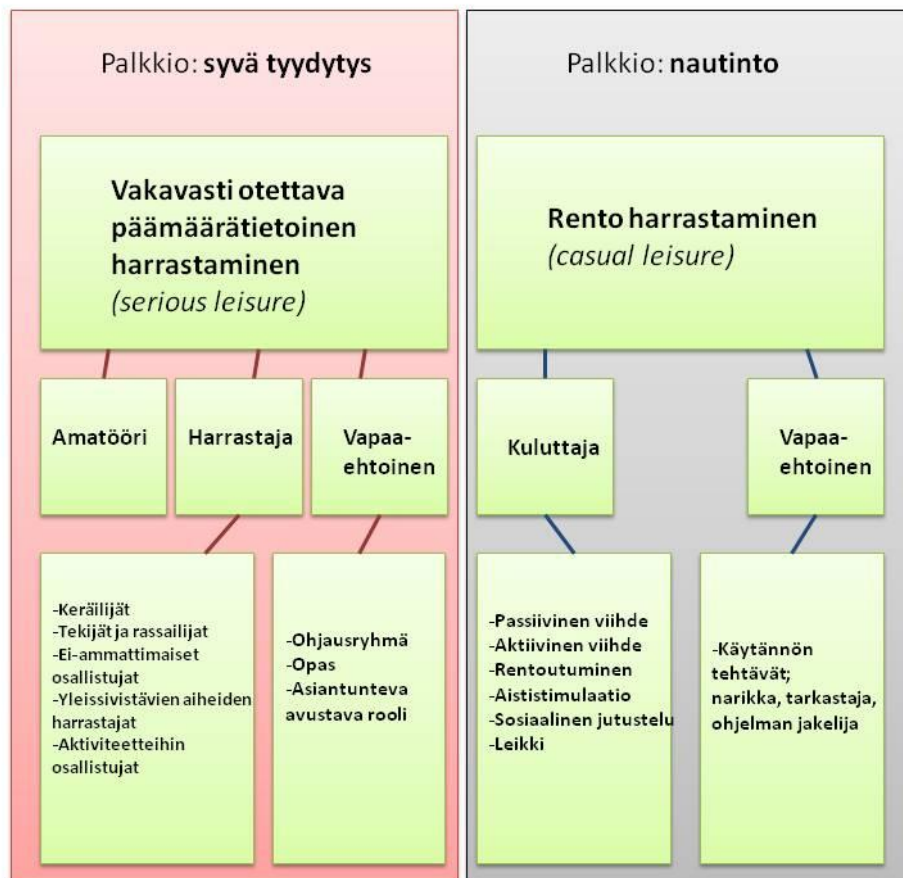 Palkkio: syvä tyydytys
Vakavasti otettava
päämäärätietoinen
harrastaminen
(serious leisure)
Amatööri
Harrastaja
Vapaa-
ehtoinen
-Keräilijät
-Tekijät ja rassailijat
-Ei-ammattimaiset
osallistujat
-Yleissivistävien aiheiden
harrastajat
-Aktiviteetteihin
osallistujat
-Ohjausryhmä
-Opas
-Asiantunteva
avustava rooli
Palkkio: nautinto
Rento harrastaminen
(casual leisure)
Kuluttaja
Vapaa-
ehtoinen
-Passiivinen viihde
-Aktiivinen viihde
-Rentoutuminen
-Aististimulaatio
-Sosiaalinen jutustelu
-Leikki
-Käytännön
tehtävät;
narikka, tarkastaja,
ohjelman jakelija